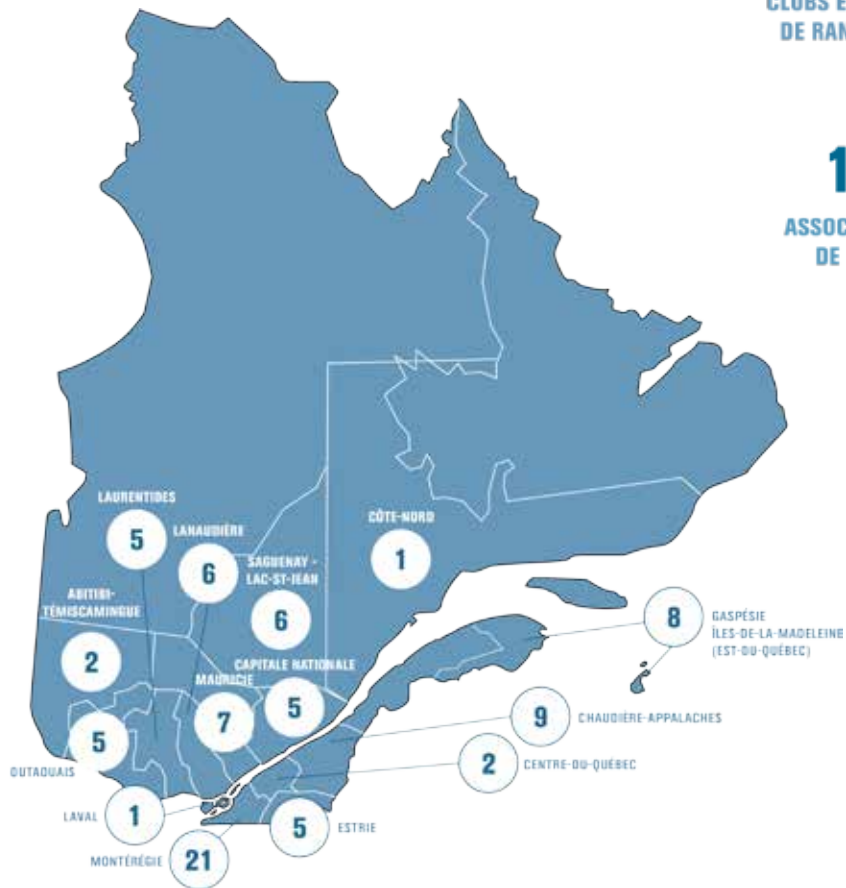 CLUBS E
DE RAN
1
ASSOC
DE
LAURENTIDES
5
LANAUDIÈRE
6
CÔTE-NORD
1
SAGUENAY -
LAC-ST-JEAN
6
ABITIBI-
TÉMISCAMINGUE
2
8
GASPÉSIE
ÎLES-DE-LA-MADELEINE
(EST-DU-QUÉBEC)
CAPITALE NATIONALE
5
MAURICIE
7
9
CHAUDIÈRE-APPALACHES
5
OUTAOUAIS
2
CENTRE-DU-QUÉBEC
LAVAL
1
5
ESTRIE
MONTÉRÉGIE
21